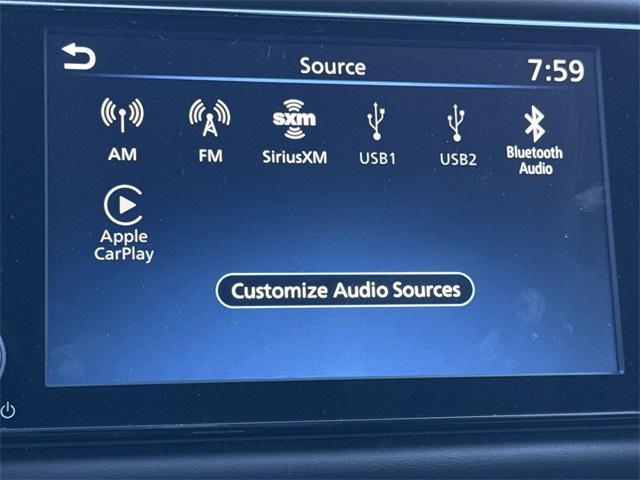 Source
7:59
AM
FM
sxm
SiriusXM
USB1
USB2
Bluetooth
Audio
Apple
CarPlay
Customize Audio Sources